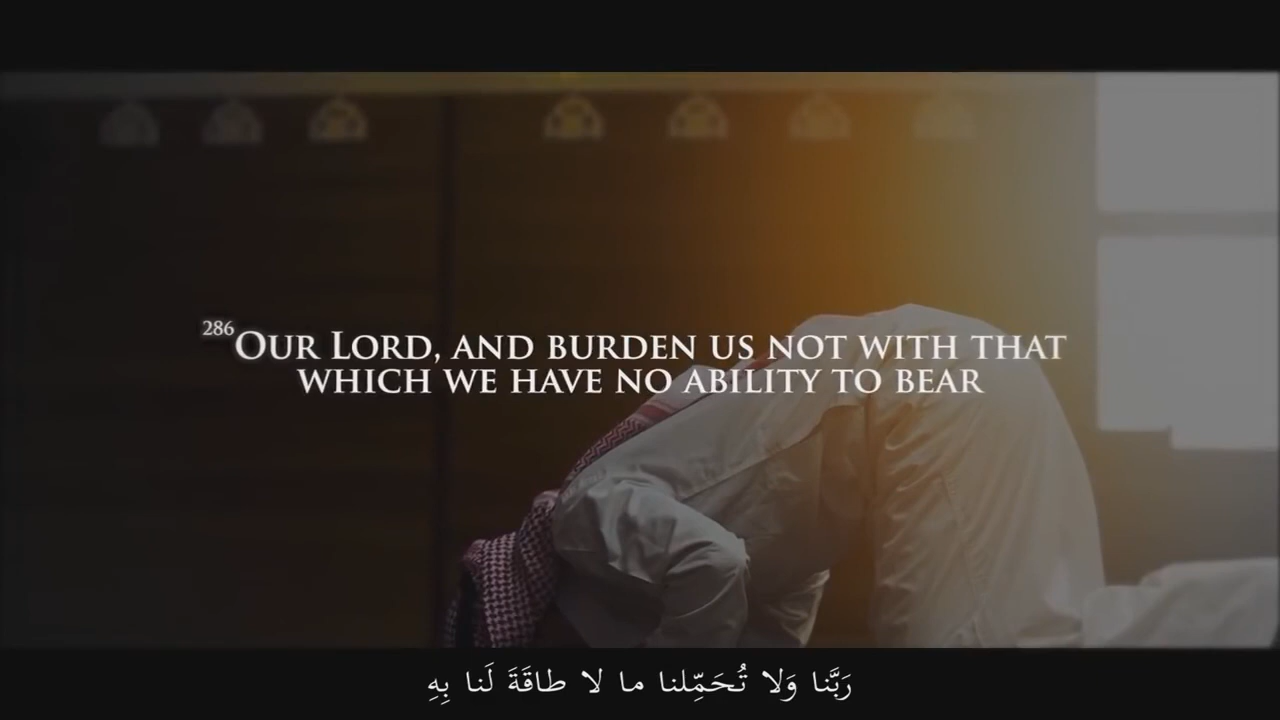 286 OUR LORD, AND BURDEN US NOT WITH THAT
WHICH WE HAVE NO ABILITY TO BEAR
رَبَّنا وَلا تُحَمِّلنا ما لا طاقَةَ لَنا بِهِ